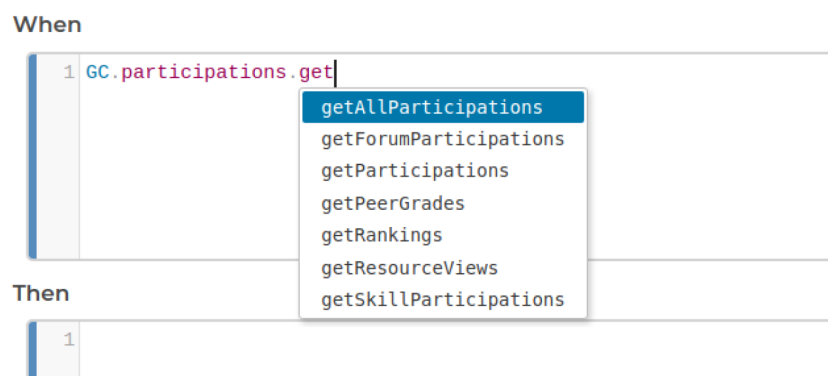 When
1 GC.participations.get
getAllParticipations
getForumParticipations
getParticipations
getPeerGrades
getRankings
getResourceViews
getSkillParticipations
Then
1